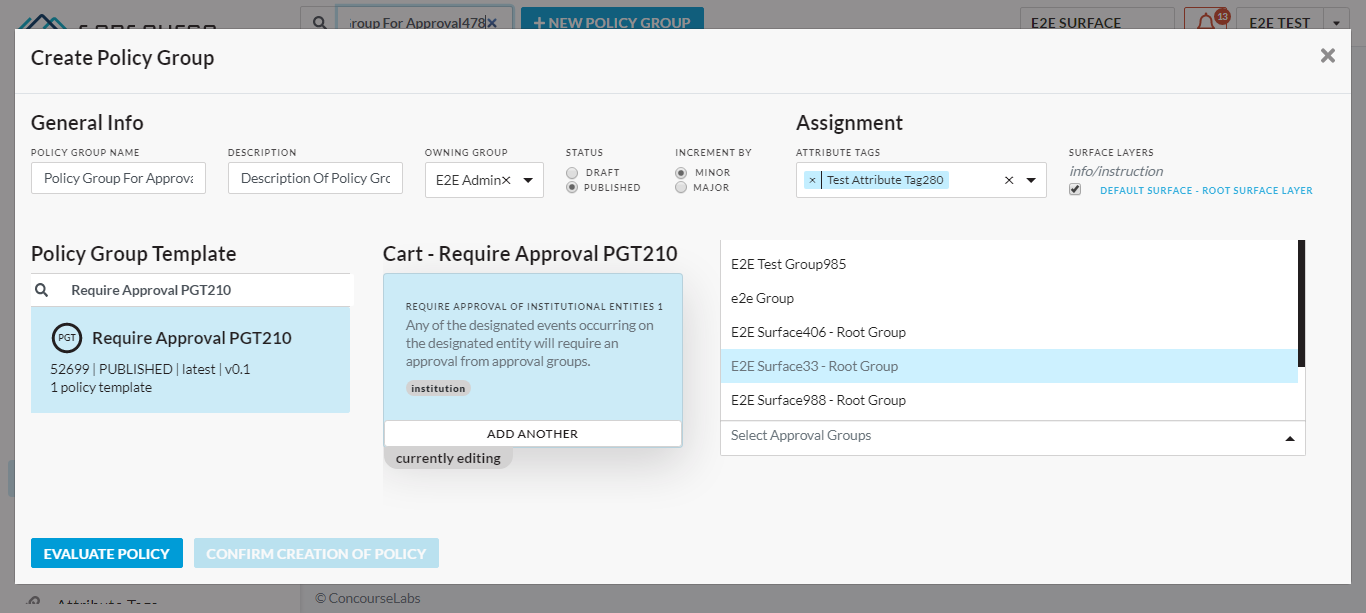 roup For Approval478
+ NEW POLICY GROUP
E2E SURFACE
13
E2E TEST
Create Policy Group
General Info
Assignment
POLICY GROUP NAME
DESCRIPTION
OWNING GROUP
STATUS
INCREMENT BY
ATTRIBUTE TAGS
SURFACE LAYERS
Policy Group For Approva
Description Of Policy Grc
E2E Admin×
DRAFT
PUBLISHED
MINOR
MAJOR
× Test Attribute Tag280 ×
info/instruction
DEFAULT SURFACE - ROOT SURFACE LAYER
Policy Group Template
Require Approval PGT210
PGT
Require Approval PGT210
52699 | PUBLISHED | latest | v0.1
1 policy template
Cart - Require Approval PGT210
REQUIRE APPROVAL OF INSTITUTIONAL ENTITIES 1
Any of the designated events occurring on
the designated entity will require an
approval from approval groups.
institution
ADD ANOTHER
currently editing
E2E Test Group985
e2e Group
E2E Surface406 - Root Group
E2E Surface33 - Root Group
E2E Surface988 - Root Group
Select Approval Groups
EVALUATE POLICY
CONFIRM CREATION OF POLICY
Attribute Tags
© ConcourseLabs